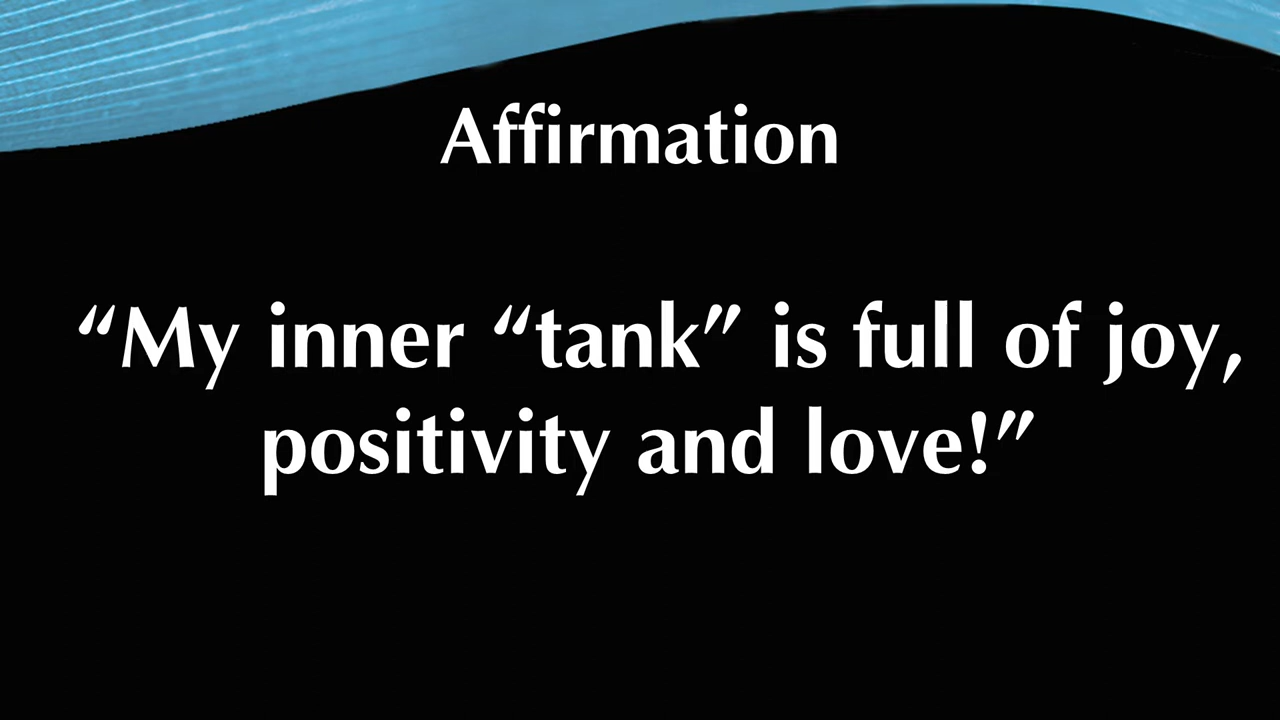 Affirmation
“My inner “tank” is full of joy,
positivity and love!”